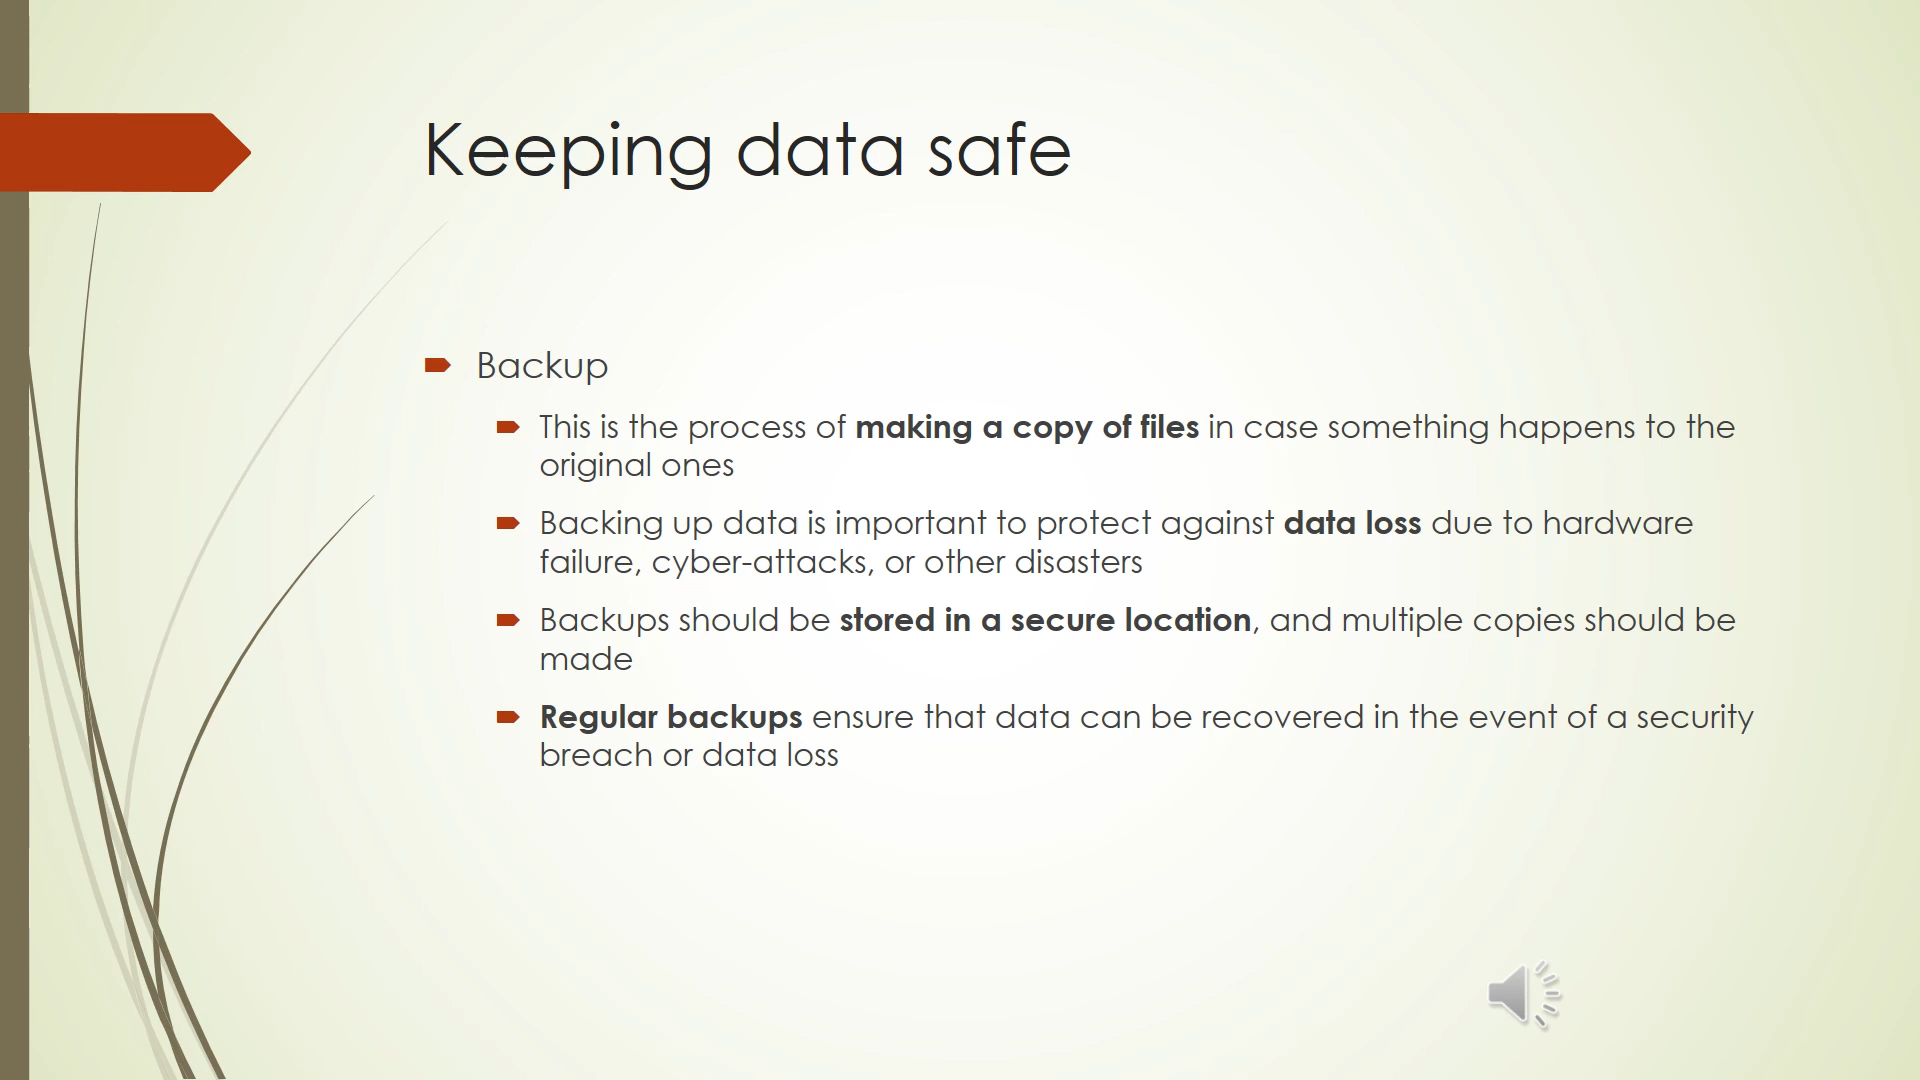 Keeping data safe
Backup
This is the process of making a copy of files in case something happens to the
original ones
Backing up data is important to protect against data loss due to hardware
failure, cyber-attacks, or other disasters
Backups should be stored in a secure location, and multiple copies should be
made
Regular backups ensure that data can be recovered in the event of a security
breach or data loss